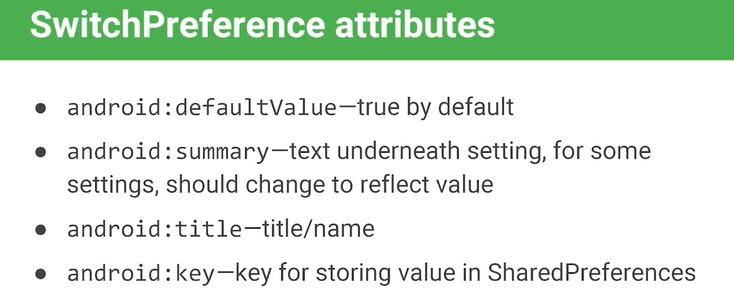 SwitchPreference attributes
● android:defaultValue—true by default
● android:summary—text underneath setting, for some
settings, should change to reflect value
● android:title—title/name
● android:key—key for storing value in SharedPreferences